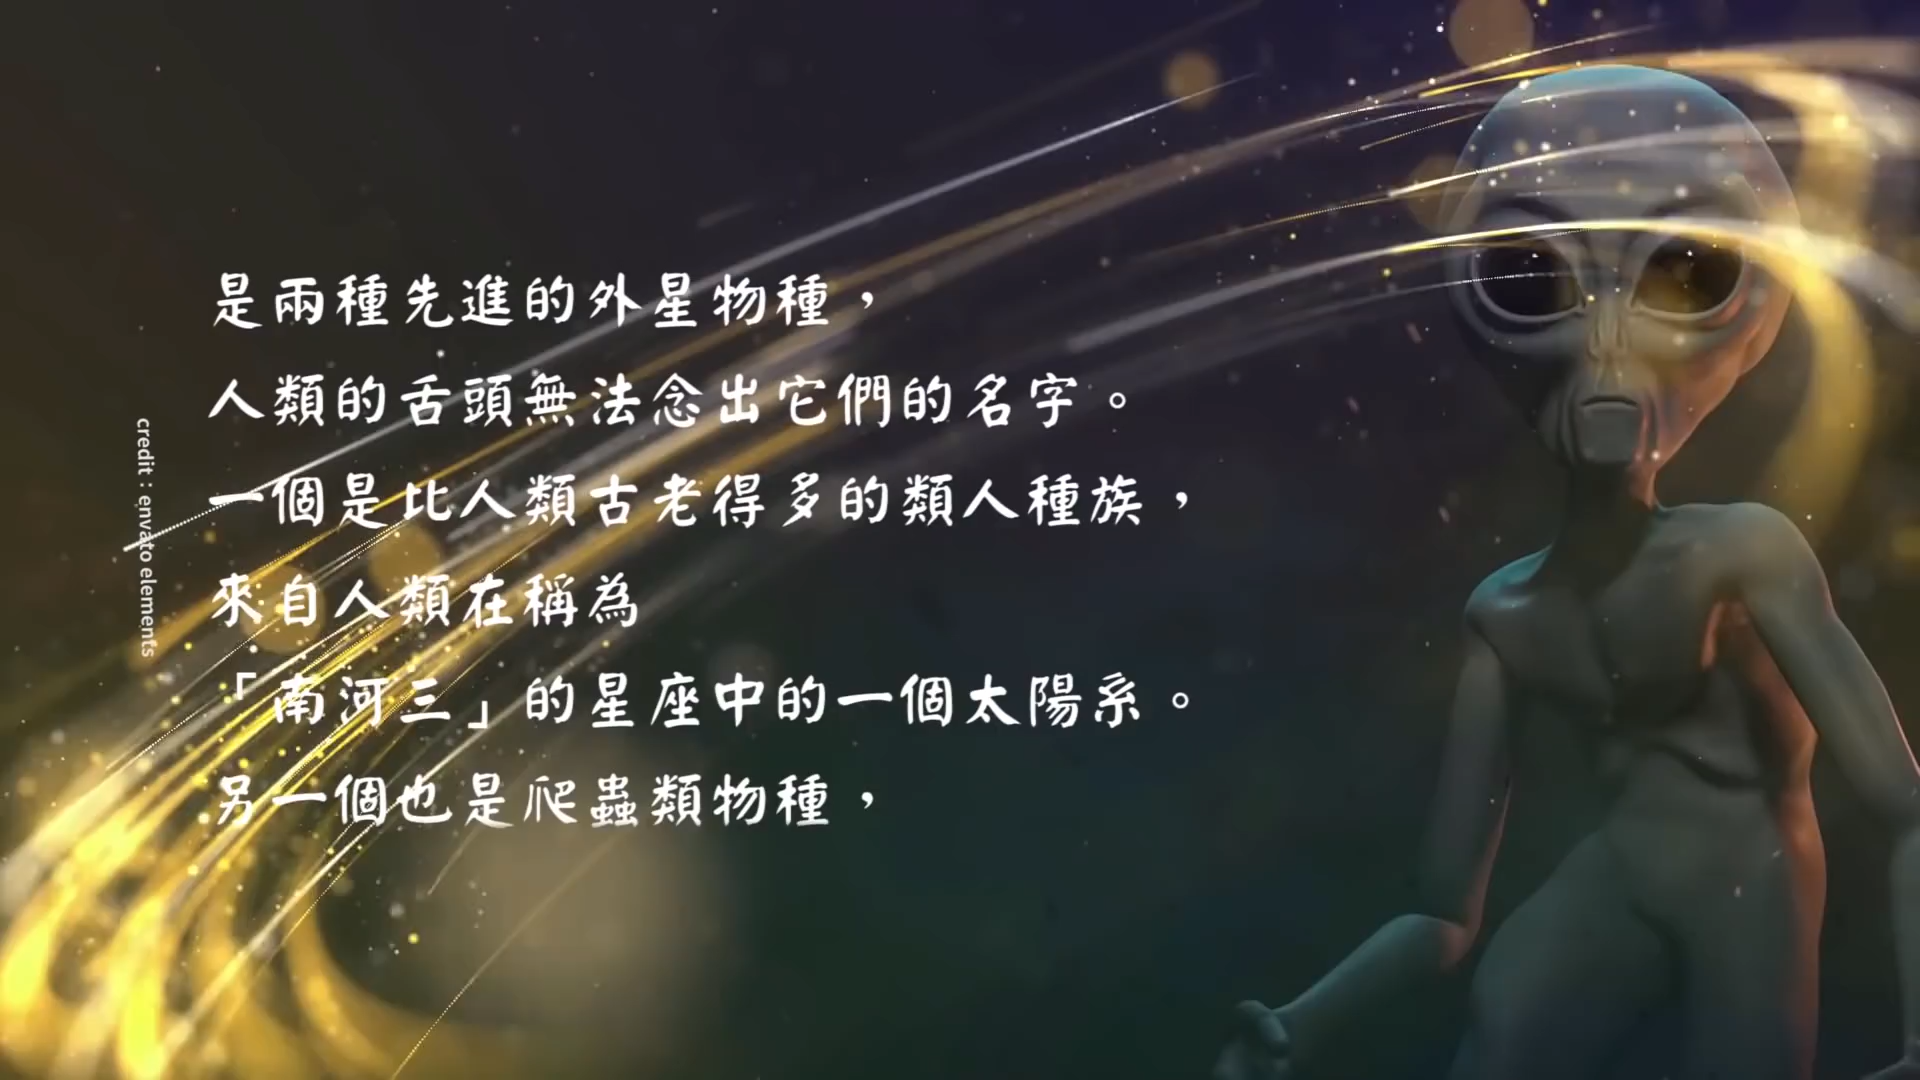 是兩種先進的外星物種，
人類的舌頭無法念出它們的名字。
一個是比人類古老得多的類人種族，
來自人類在稱為
「南河三」的星座中的一個太陽系。
另一個也是爬蟲類物種，
credit：envato elements